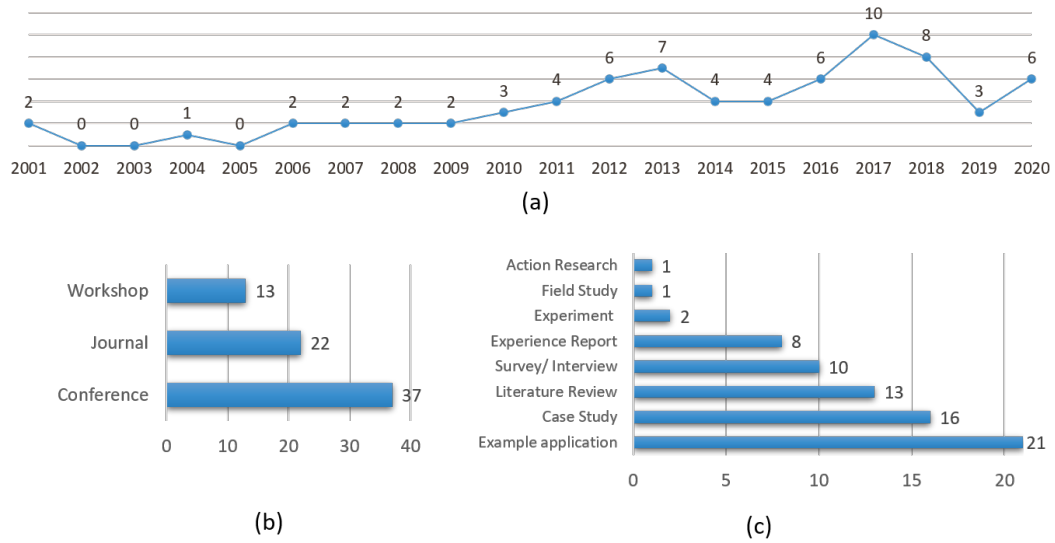 10
8
7
6
6
6
4
4
4
3
3
2
2
2
2
2
1
0
0
0
2001 2002 2003 2004 2005 2006 2007 2008 2009 2010 2011 2012 2013 2014 2015 2016 2017 2018 2019 2020
(a)
Workshop 13
Journal 22
Conference 37
0 10 20 30 40
(b)
Action Research 1
Field Study 1
Experiment 2
Experience Report 8
Survey/ Interview 10
Literature Review 13
Case Study 16
Example application 21
0 5 10 15 20
(c)